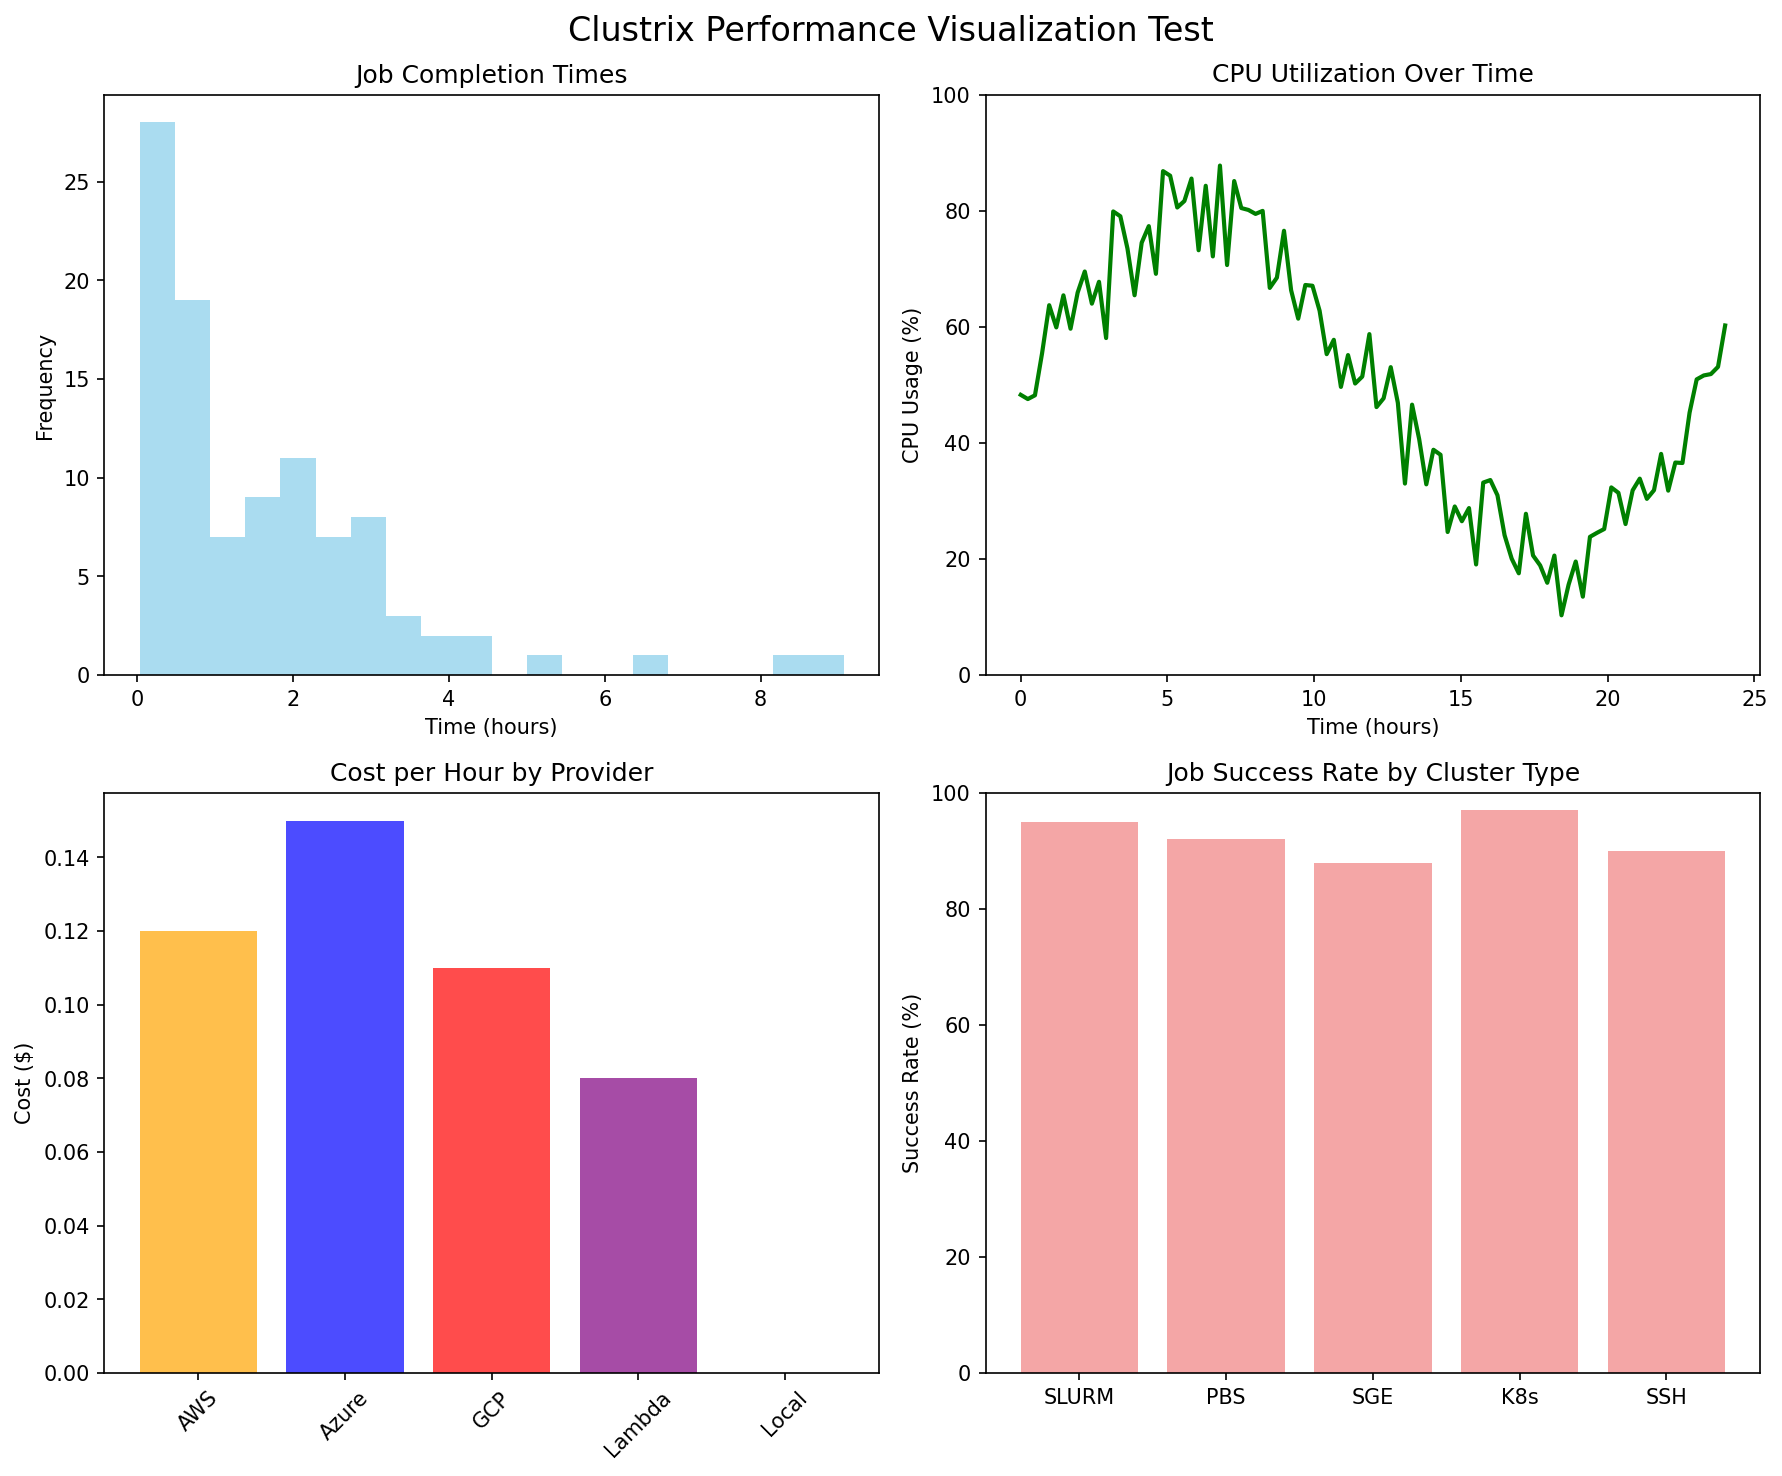 Clustrix Performance Visualization Test
Job Completion Times
Frequency
25
20
15
10
5
0
0 2 4 6 8
Time (hours)
CPU Utilization Over Time
CPU Usage (%)
100
80
60
40
20
0
0 5 10 15 20 25
Time (hours)
Cost per Hour by Provider
Cost ($)
0.14
0.12
0.10
0.08
0.06
0.04
0.02
0.00
AWS Azure GCP Lambda Local
Job Success Rate by Cluster Type
Success Rate (%)
100
80
60
40
20
0
SLURM PBS SGE K8s SSH